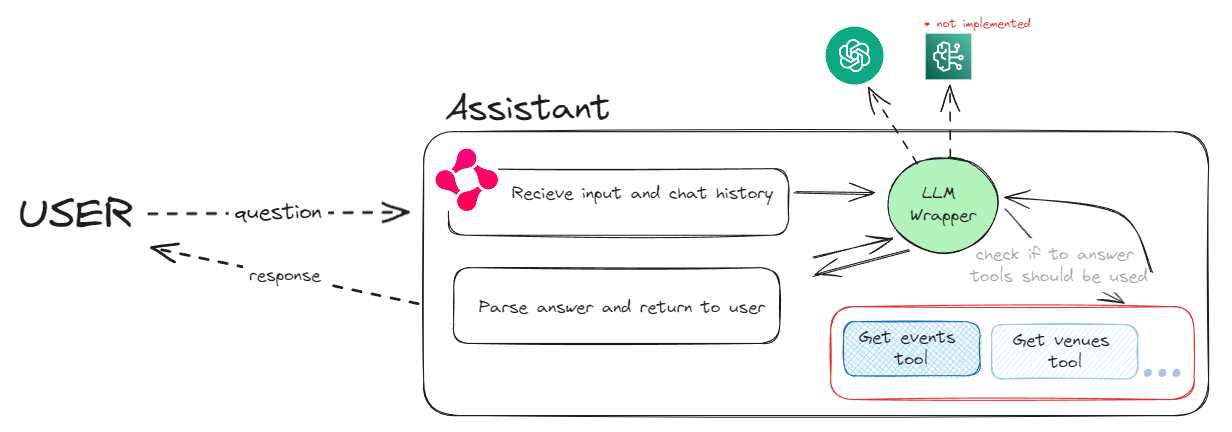 * not implemented
Assistant
Recieve input and chat history
LLM
Wrapper
USER
question
check if to answer
tools should be used
response
Parse answer and return to user
Get events
tool
Get venues
tool